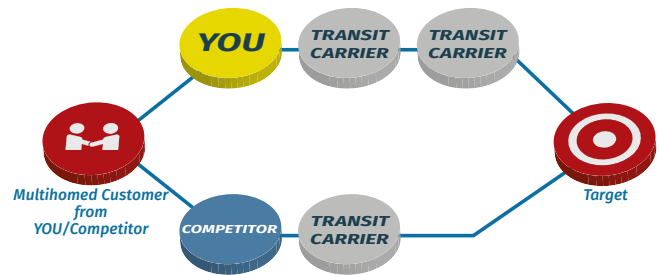 YOU
TRANSIT
CARRIER
TRANSIT
CARRIER
Multihomed Customer
from
YOU/Competitor
Target
COMPETITOR
TRANSIT
CARRIER